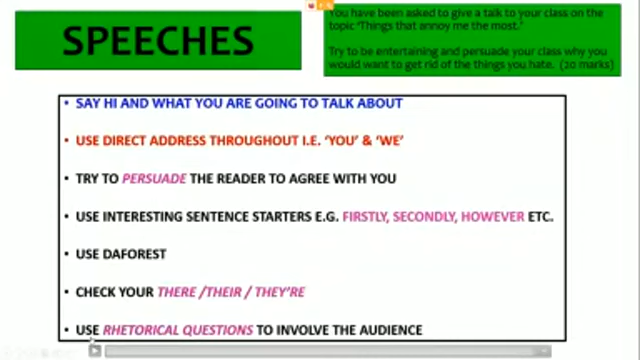 SPEECHES
You have been asked to give a talk to your class on the
topic 'Things that annoy me the most.'
Try to be entertaining and persuade your class why you
would want to get rid of the things you hate. (20 marks)
• SAY HI AND WHAT YOU ARE GOING TO TALK ABOUT
• USE DIRECT ADDRESS THROUGHOUT I.E. 'YOU' & 'WE'
• TRY TO PERSUADE THE READER TO AGREE WITH YOU
• USE INTERESTING SENTENCE STARTERS E.G. FIRSTLY, SECONDLY, HOWEVER ETC.
• USE DAFOREST
• CHECK YOUR THERE /THEIR / THEY'RE
• USE RHETORICAL QUESTIONS TO INVOLVE THE AUDIENCE